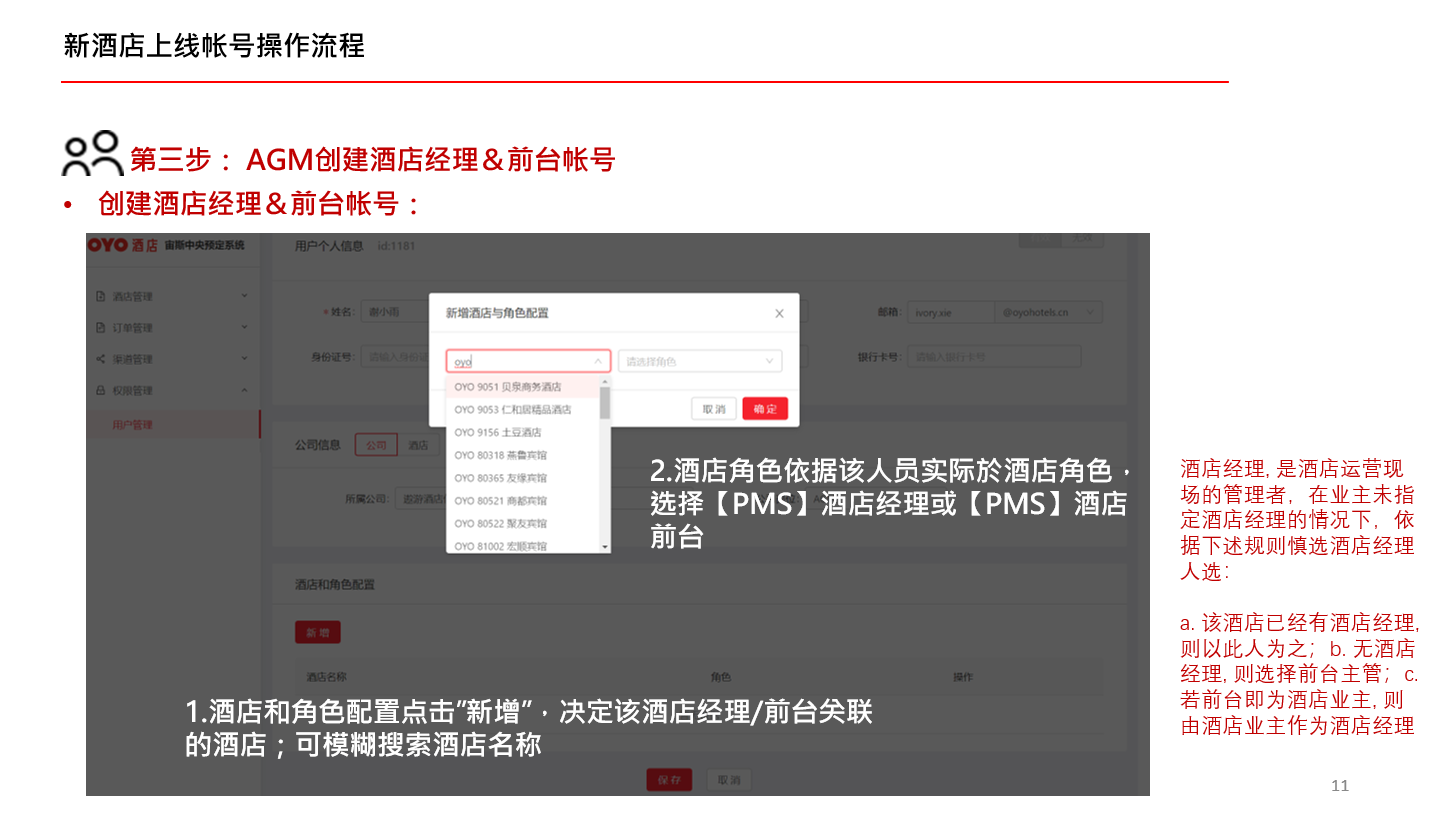 新酒店上线帐号操作流程
第三步： AGM创建酒店经理＆前台帐号
• 创建酒店经理＆前台帐号：
OYO 酒店 宙斯中央预定系统
用户个人信息 id:1181
酒店管理
订单管理
渠道管理
权限管理
用户管理
* 姓名: 谢小雨
邮箱: ivory.xie @oyohotels.cn
身份证号: 请输入身份证
银行卡号: 请输入银行卡号
新增酒店与角色配置
oyo 请选择角色
OYO 9051 贝泉商务酒店
OYO 9053 仁和居精品酒店
OYO 9156 土豆酒店
OYO 80318 燕鲁宾馆
OYO 80365 友缘宾馆
OYO 80521 商都宾馆
OYO 80522 聚友宾馆
OYO 81002 宏顺宾馆
取 消 确 定
公司信息 公司 酒店
所属公司: 遨游酒店
2.酒店角色依据该人员实际於酒店角色，
选择【PMS】酒店经理或【PMS】酒店
前台
酒店和角色配置
新 增
酒店名称 角色 操作
1.酒店和角色配置点击”新增”，决定该酒店经理/前台关联
的酒店；可模糊搜索酒店名称
保 存 取 消
酒店经理, 是酒店运营现
场的管理者，在业主未指
定酒店经理的情况下，依
据下述规则慎选酒店经理
人选：
a. 该酒店已经有酒店经理,
则以此人为之；b. 无酒店
经理, 则选择前台主管；c.
若前台即为酒店业主, 则
由酒店业主作为酒店经理
11